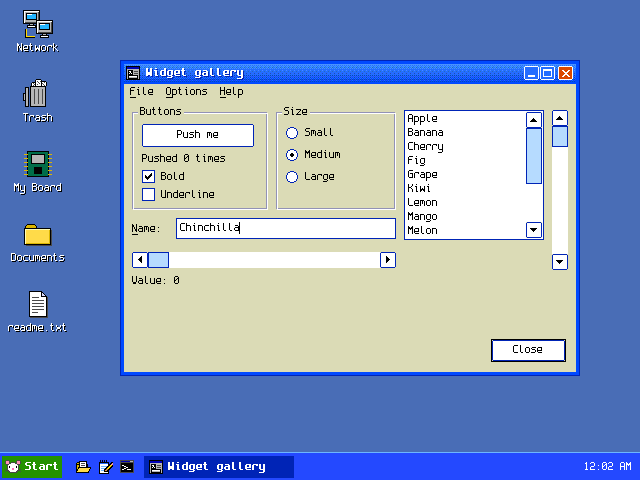 Network
Trash
My Board
Documents
readme.txt
Widget gallery
File Options Help
Buttons
Push me
Pushed 0 times
Bold
Underline
Size
Small
Medium
Large
Apple
Banana
Cherry
Fig
Grape
Kiwi
Lemon
Mango
Melon
Name: Chinchilla
Value: 0
Close
Start
Widget gallery
12:02 AM